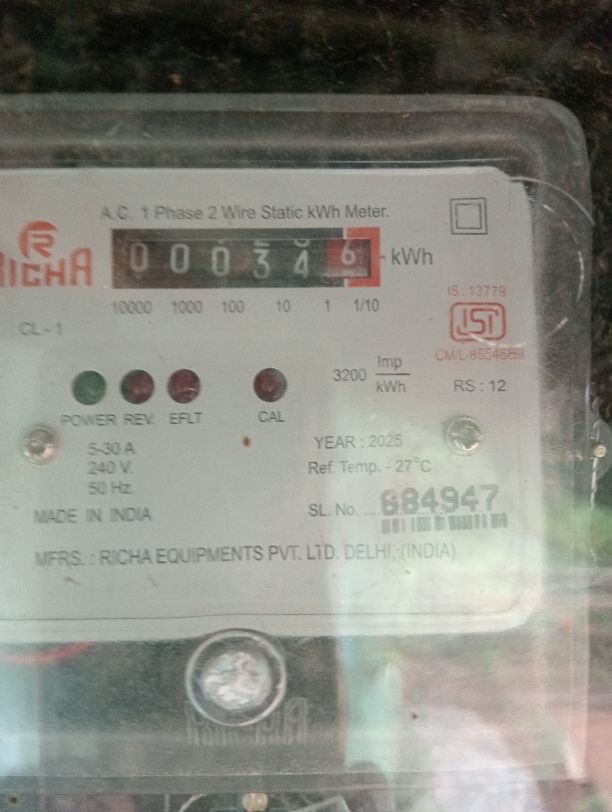 A.C. 1 Phase 2 Wire Static kWh Meter.
R
RICHA
0 0 0 3 4 6 kWh
10000 1000 100 10 1 1/10
IS: 13779
ISI
CL - 1
3200 Imp/kWh
RS : 12
POWER REV. EFLT CAL
5-30 A
240 V.
50 Hz.
YEAR : 2025
Ref. Temp. - 27°C
MADE IN INDIA
SL. No. ....684947
MFRS. : RICHA EQUIPMENTS PVT. LTD. DELHI, (INDIA)
RICHA